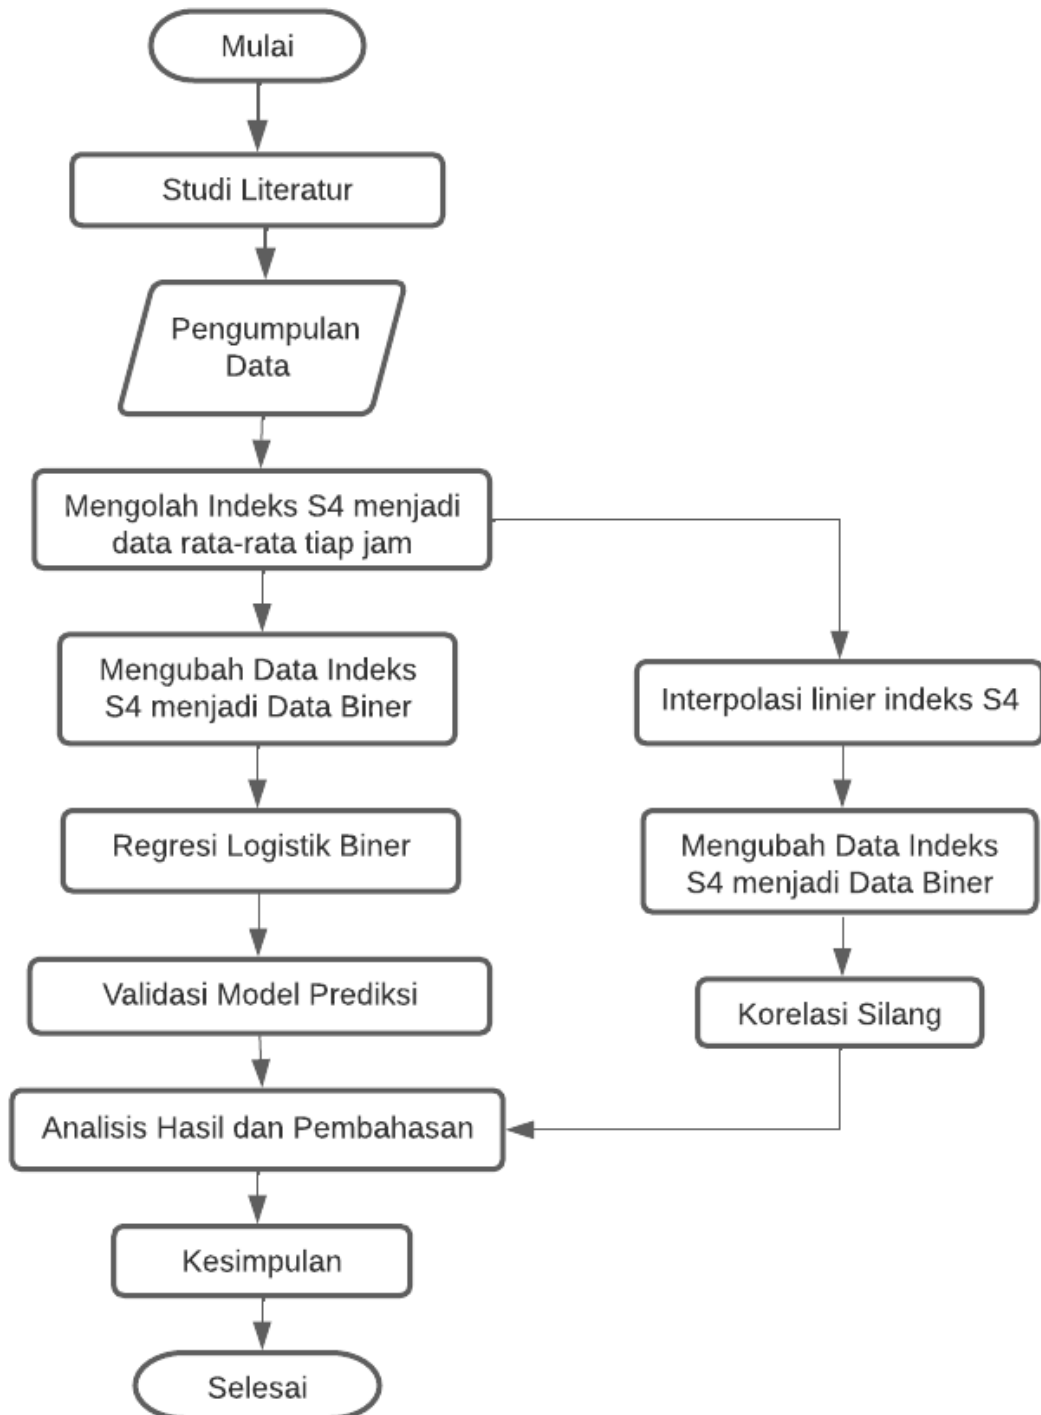 Mulai
Studi Literatur
Pengumpulan
Data
Mengolah Indeks S4 menjadi
data rata-rata tiap jam
Mengubah Data Indeks
S4 menjadi Data Biner
Regresi Logistik Biner
Validasi Model Prediksi
Interpolasi linier indeks S4
Mengubah Data Indeks
S4 menjadi Data Biner
Korelasi Silang
Analisis Hasil dan Pembahasan
Kesimpulan
Selesai